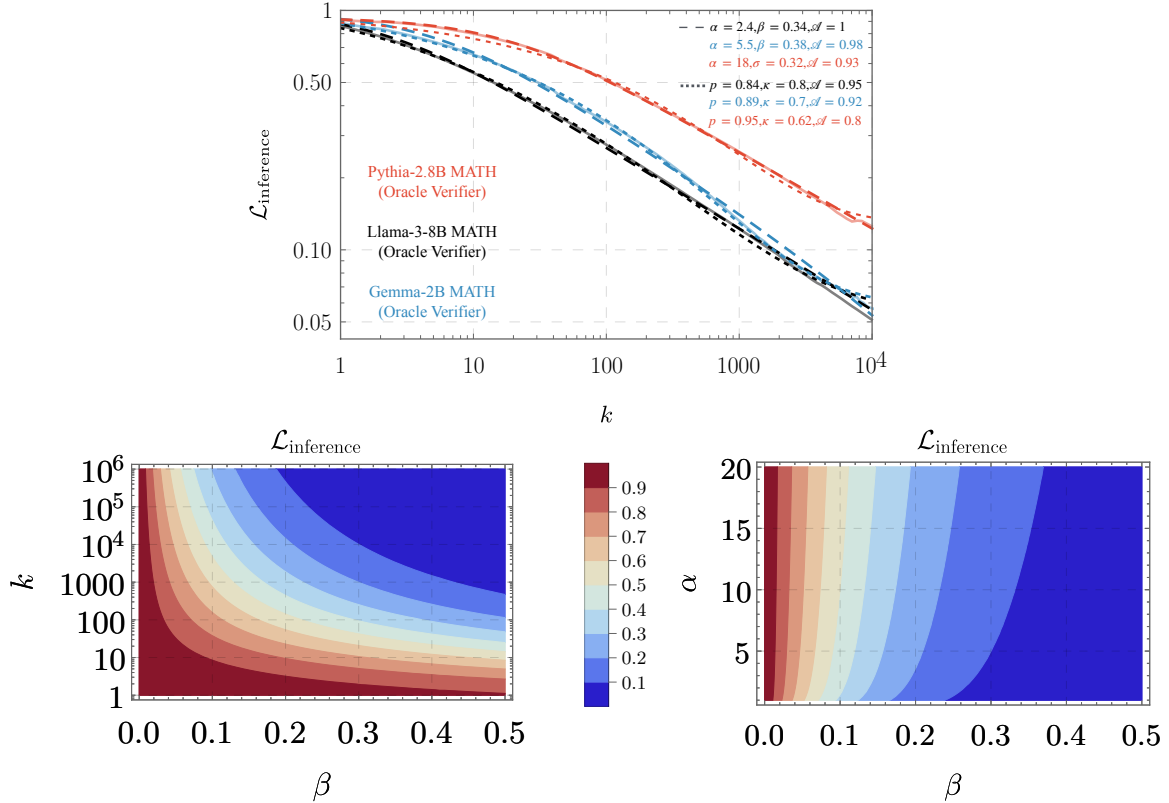 1
0.50
0.10
0.05
ℒinference
α = 2.4,β = 0.34,𝒜 = 1
α = 5.5,β = 0.38,𝒜 = 0.98
α = 18,σ = 0.32,𝒜 = 0.93
p = 0.84,κ = 0.8,𝒜 = 0.95
p = 0.89,κ = 0.7,𝒜 = 0.92
p = 0.95,κ = 0.62,𝒜 = 0.8
Pythia-2.8B MATH
(Oracle Verifier)
Llama-3-8B MATH
(Oracle Verifier)
Gemma-2B MATH
(Oracle Verifier)
1 10 100 1000 10⁴
k
ℒinference
10⁶
10⁵
10⁴
1000
100
10
1
k
0.0 0.1 0.2 0.3 0.4 0.5
β
0.9
0.8
0.7
0.6
0.5
0.4
0.3
0.2
0.1
ℒinference
20
15
10
5
α
0.0 0.1 0.2 0.3 0.4 0.5
β